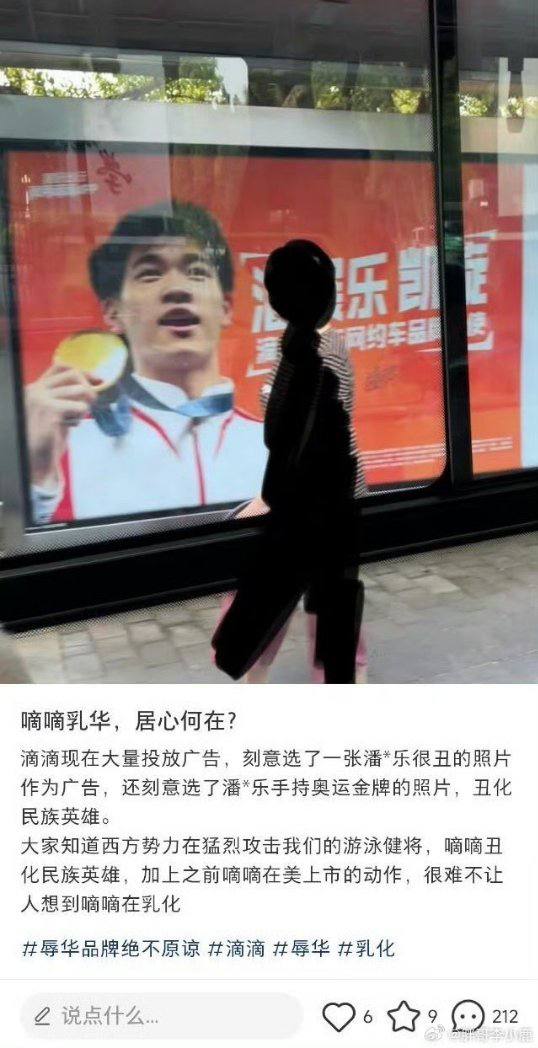 潘展乐 凯旋
嘀嘀乳华，居心何在?
滴滴现在大量投放广告，刻意选了一张潘*乐很丑的照片
作为广告，还刻意选了潘*乐手持奥运金牌的照片，丑化
民族英雄。
大家知道西方势力在猛烈攻击我们的游泳健将，嘀嘀丑
化民族英雄，加上之前嘀嘀在美上市的动作，很难不让
人想到嘀嘀在乳化
#辱华品牌绝不原谅 #滴滴 #辱华 #乳化
说点什么...
6
9
212